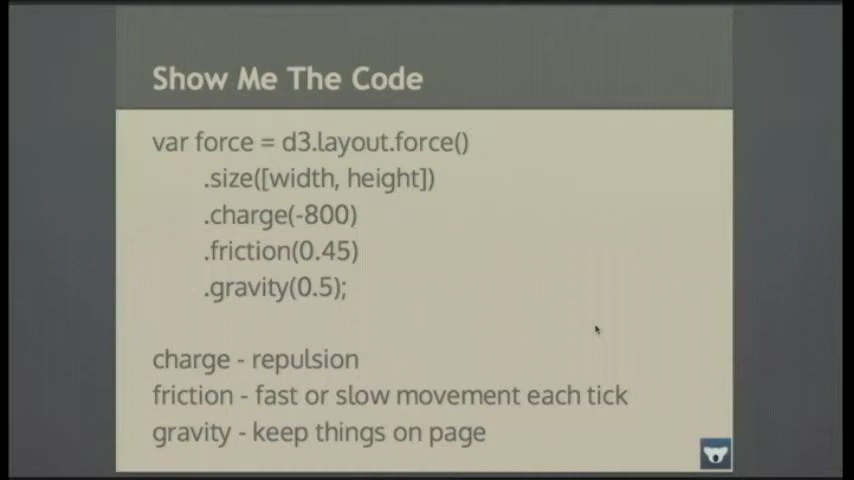 Show Me The Code
var force = d3.layout.force()
.size([width, height])
.charge(-800)
.friction(0.45)
.gravity(0.5);
charge - repulsion
friction - fast or slow movement each tick
gravity - keep things on page